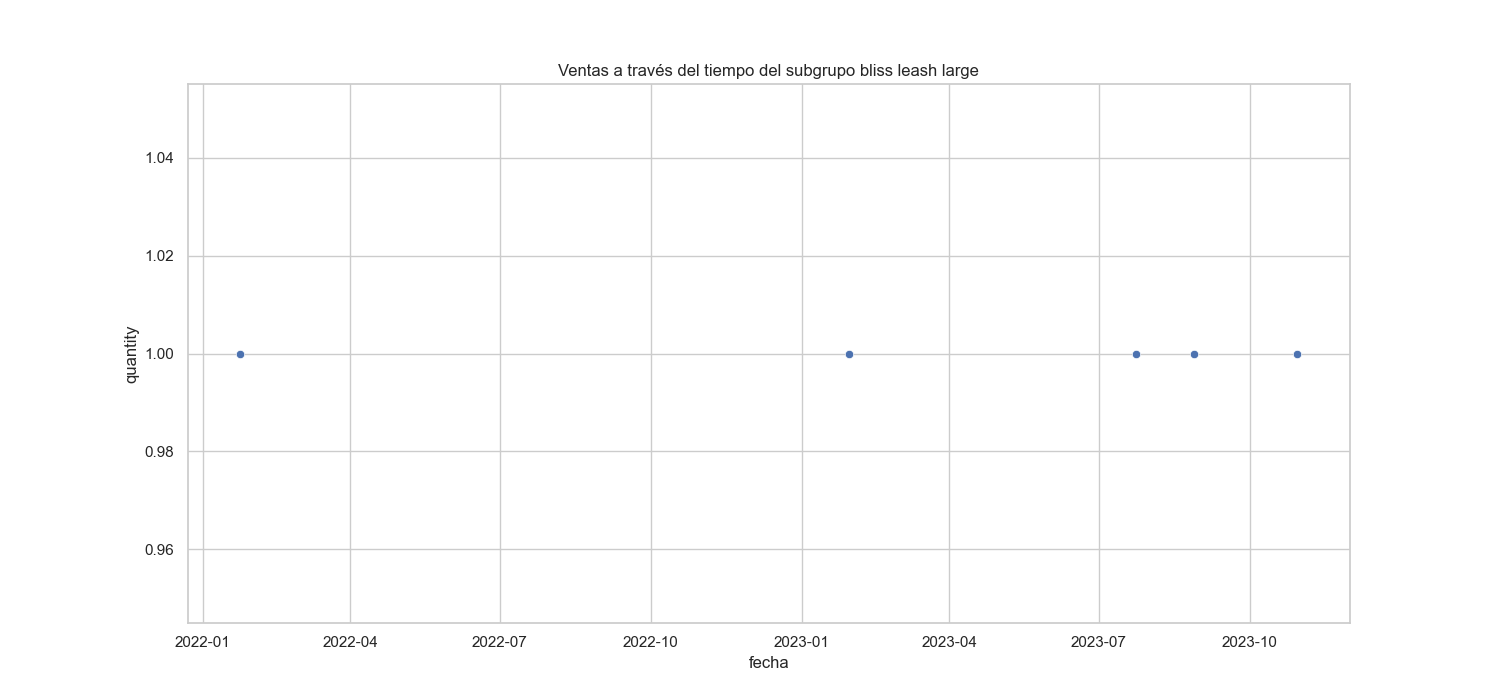 Ventas a través del tiempo del subgrupo bliss leash large
1.04
1.02
1.00
0.98
0.96
quantity
2022-01 2022-04 2022-07 2022-10 2023-01 2023-04 2023-07 2023-10
fecha